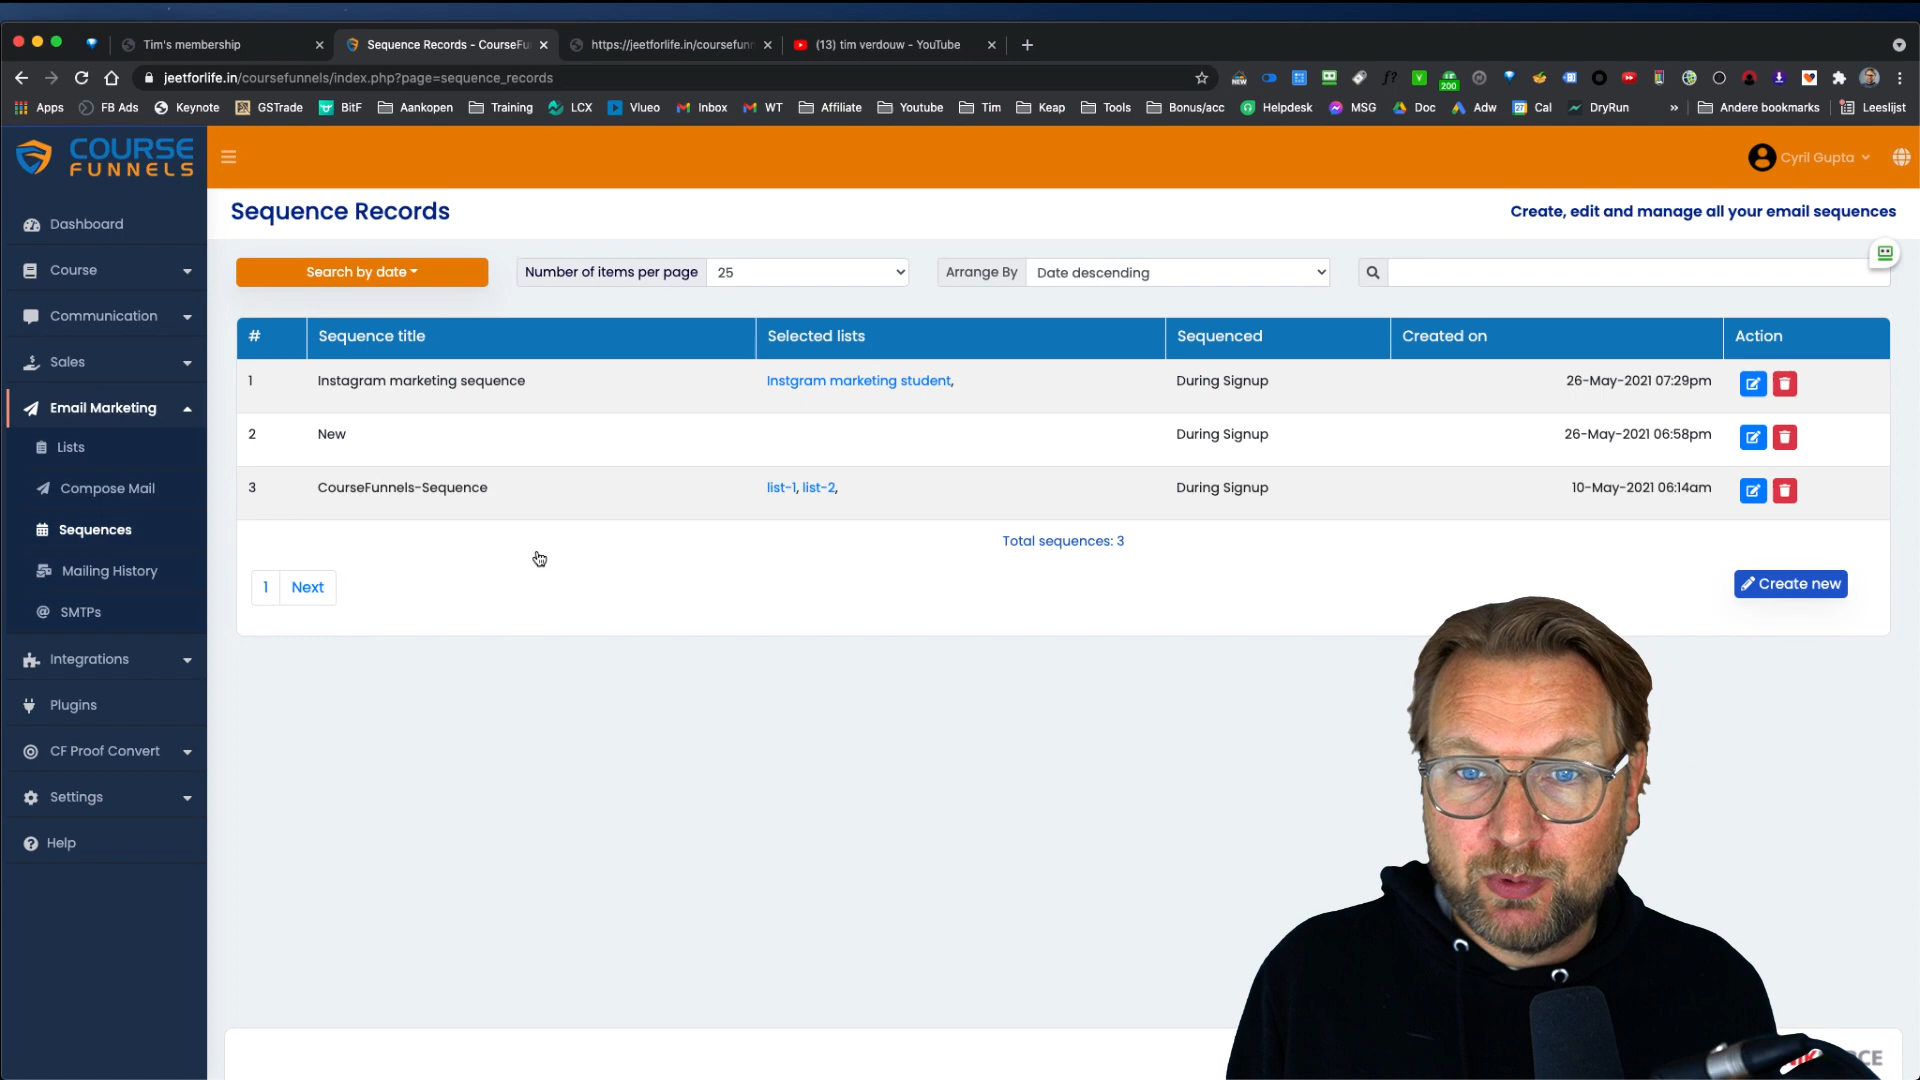 Tim's membership
Sequence Records - CourseFu
https://jeetforlife.in/coursefunn
(13) tim verdouw - YouTube
jeetforlife.in/coursefunnels/index.php?page=sequence_records
NEW
200
Apps
FB Ads
Keynote
GSTrade
BitF
Aankopen
Training
LCX
Vlueo
Inbox
WT
Affiliate
Youtube
Tim
Keap
Tools
Bonus/acc
Helpdesk
MSG
Doc
Adw
Cal
DryRun
»
Andere bookmarks
Leeslijst
COURSE
FUNNELS
Cyril Gupta
Dashboard
Course
Communication
Sales
Email Marketing
Lists
Compose Mail
Sequences
Mailing History
SMTPs
Integrations
Plugins
CF Proof Convert
Settings
Help
Sequence Records
Create, edit and manage all your email sequences
Search by date
Number of items per page 25
Arrange By Date descending
# Sequence title Selected lists Sequenced Created on Action
1 Instagram marketing sequence Instgram marketing student, During Signup 26-May-2021 07:29pm
2 New During Signup 26-May-2021 06:58pm
3 CourseFunnels-Sequence list-1, list-2, During Signup 10-May-2021 06:14am
Total sequences: 3
1 Next
Create new